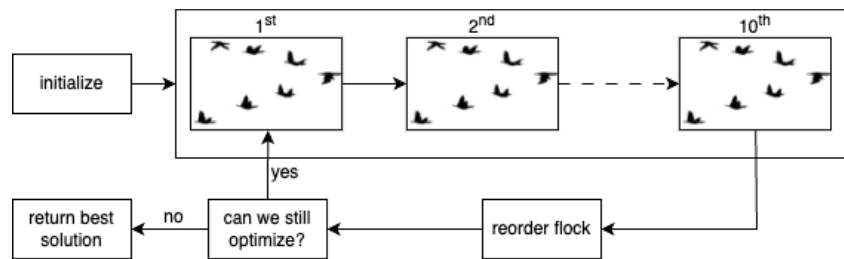 1st
2nd
10th
initialize
yes
return best
solution
no
can we still
optimize?
reorder flock